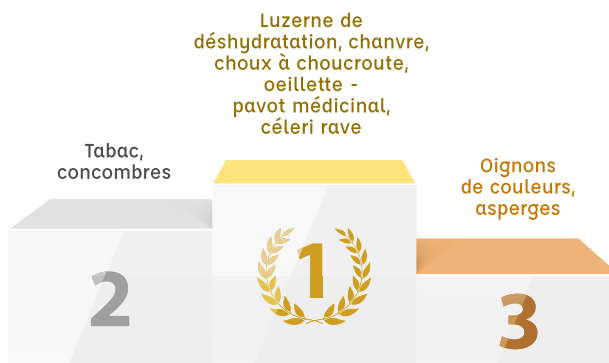 Luzerne de
déshydratation, chanvre,
choux à choucroute,
oeillette -
pavot médicinal,
céleri rave
Tabac,
concombres
Oignons
de couleurs,
asperges
2
1
3